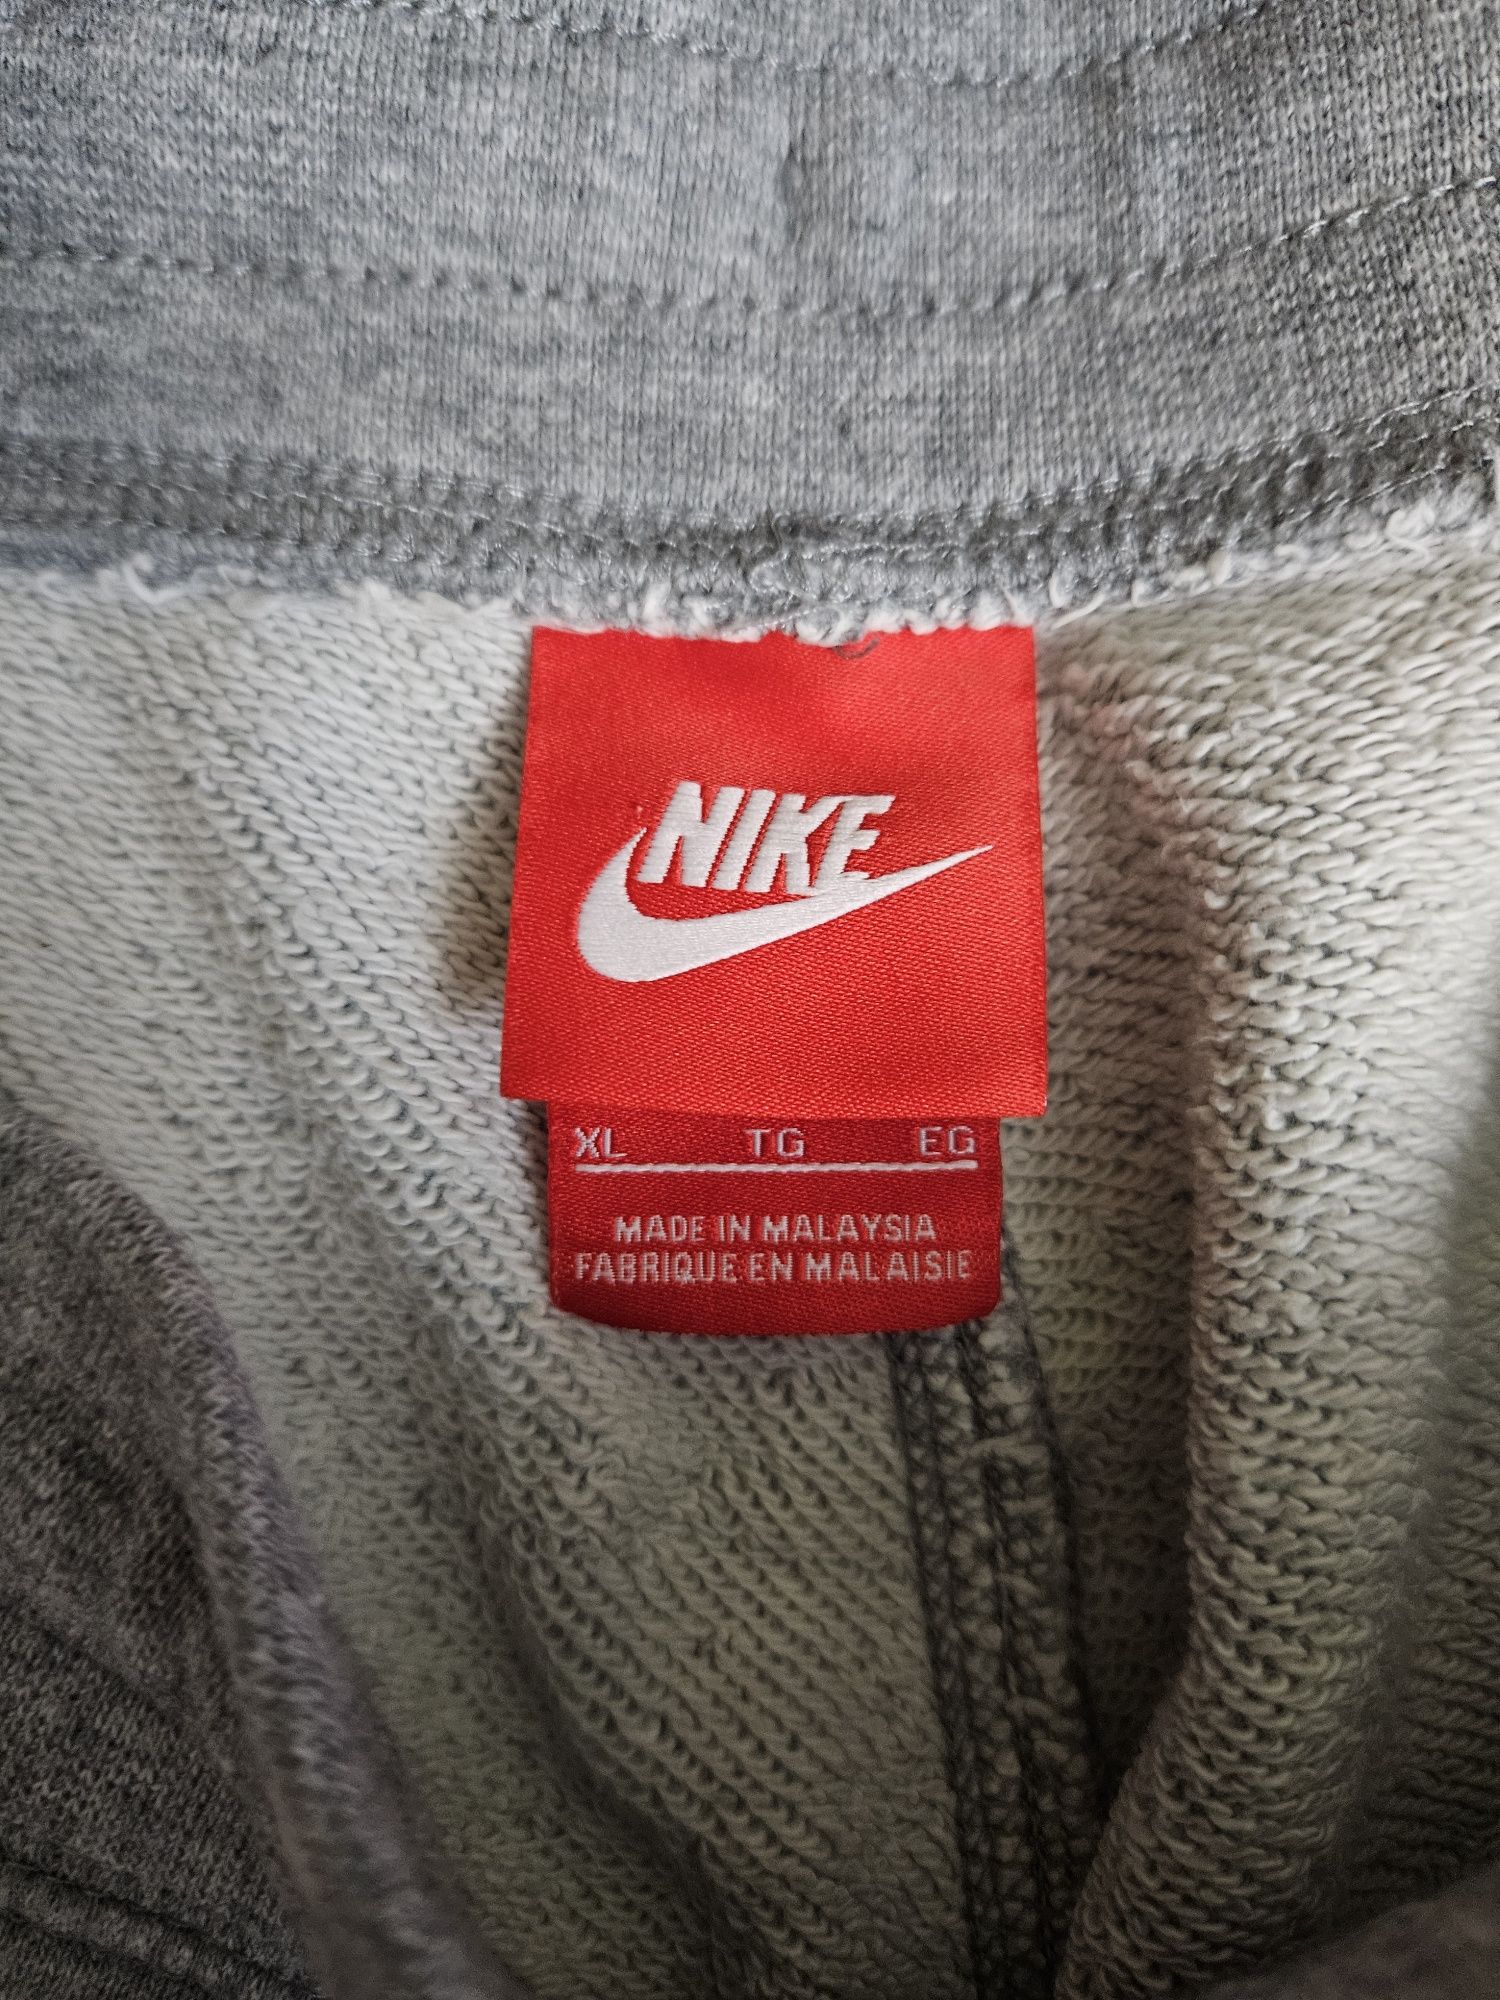 NIKE
XL TG EG
MADE IN MALAYSIA
FABRIQUE EN MALAISIE